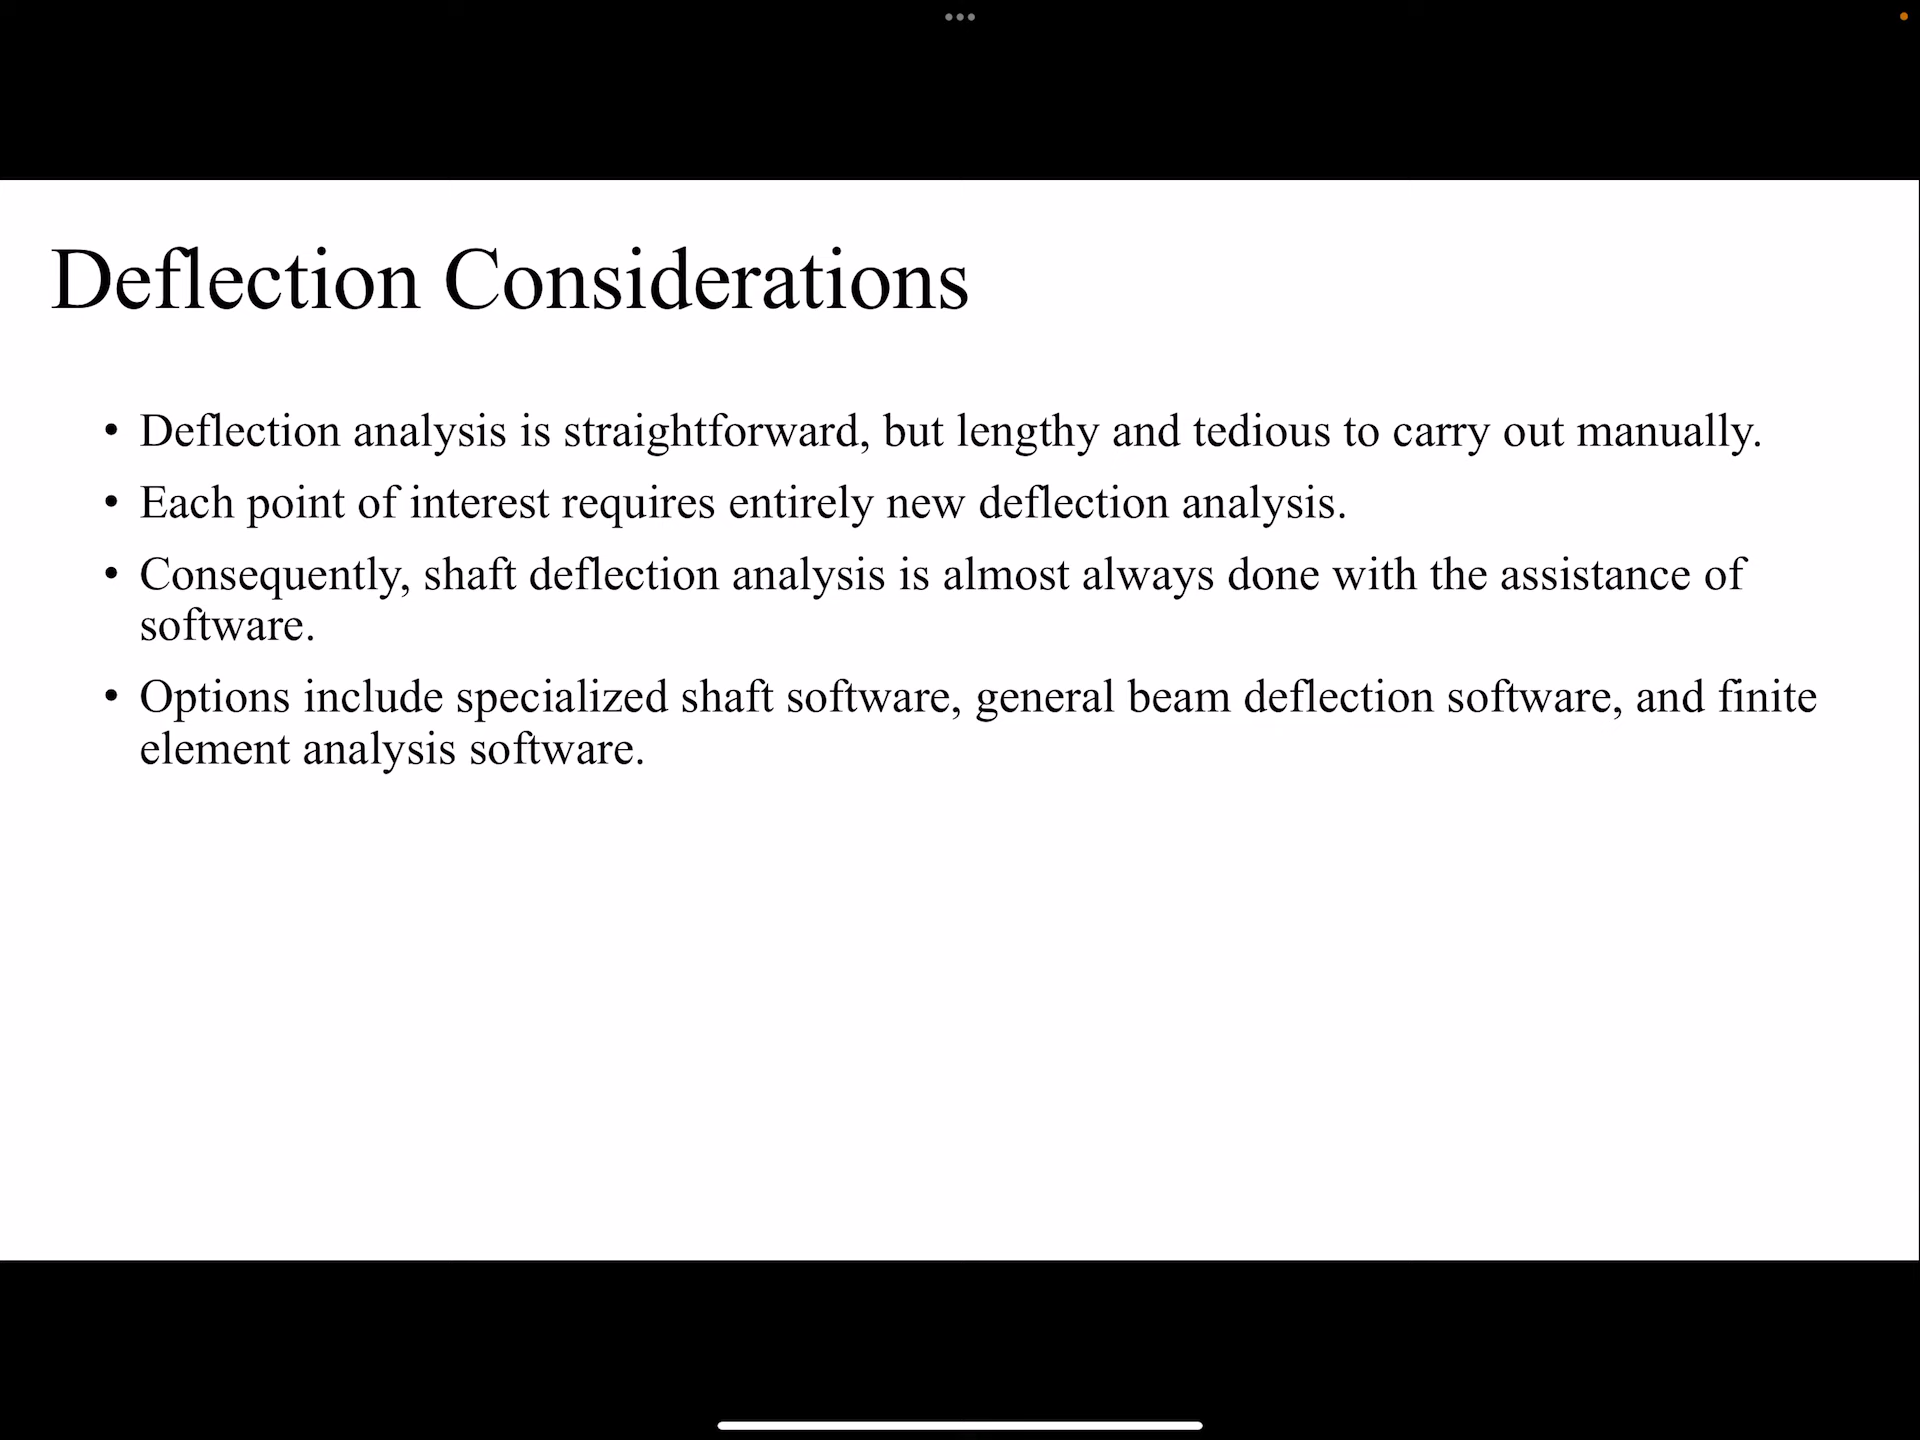 Deflection Considerations
• Deflection analysis is straightforward, but lengthy and tedious to carry out manually.
• Each point of interest requires entirely new deflection analysis.
• Consequently, shaft deflection analysis is almost always done with the assistance of
software.
• Options include specialized shaft software, general beam deflection software, and finite
element analysis software.